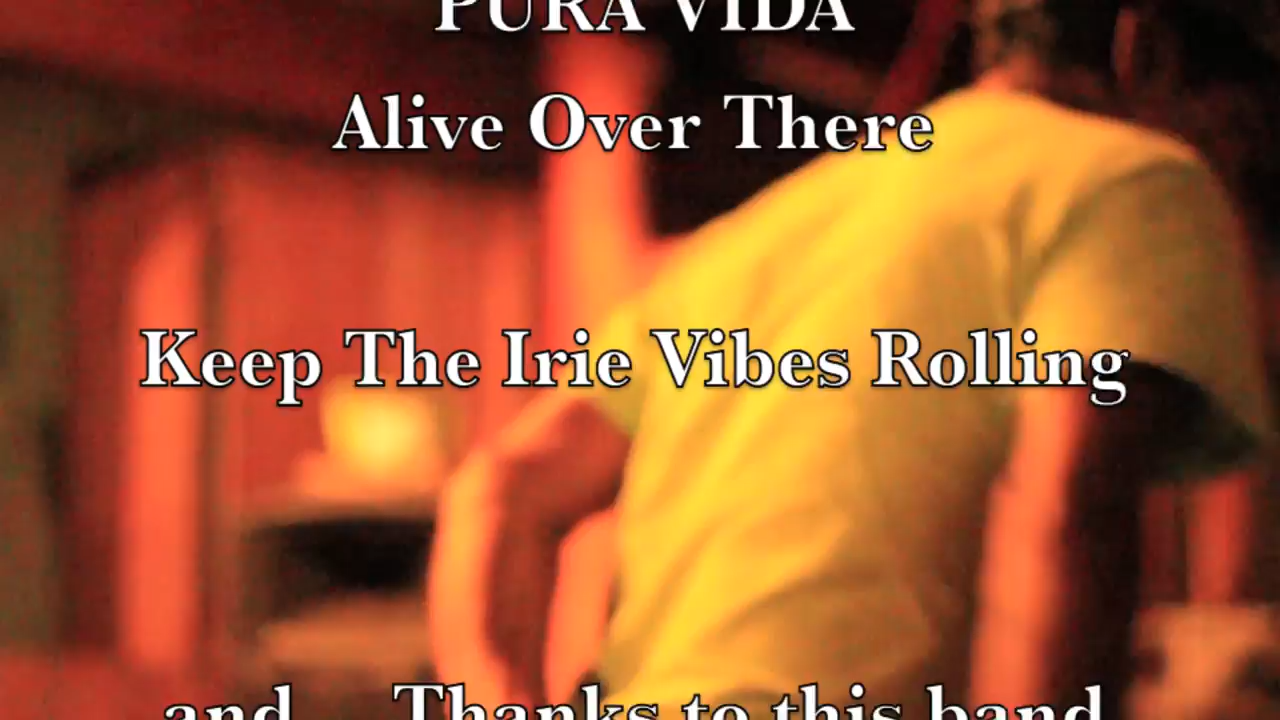 PURA VIDA
Alive Over There
Keep The Irie Vibes Rolling
and ... Thanks to this band